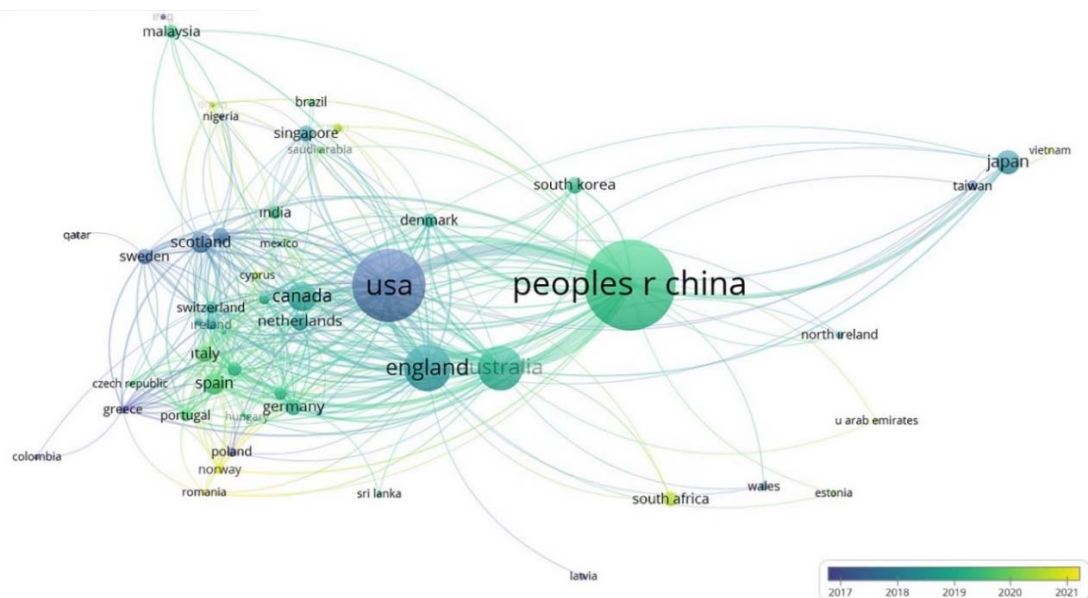 iraq
malaysia
nigeria
brazil
singapore
saudi arabia
south korea
japan
vietnam
taiwan
india
denmark
qatar
scotland
sweden
mexico
cyprus
usa
peoples r china
canada
switzerland
netherlands
ireland
north ireland
italy
england
australia
czech republic
spain
greece
portugal
hungary
germany
u arab emirates
colombia
poland
norway
romania
sri lanka
south africa
wales
estonia
latvia
2017 2018 2019 2020 2021